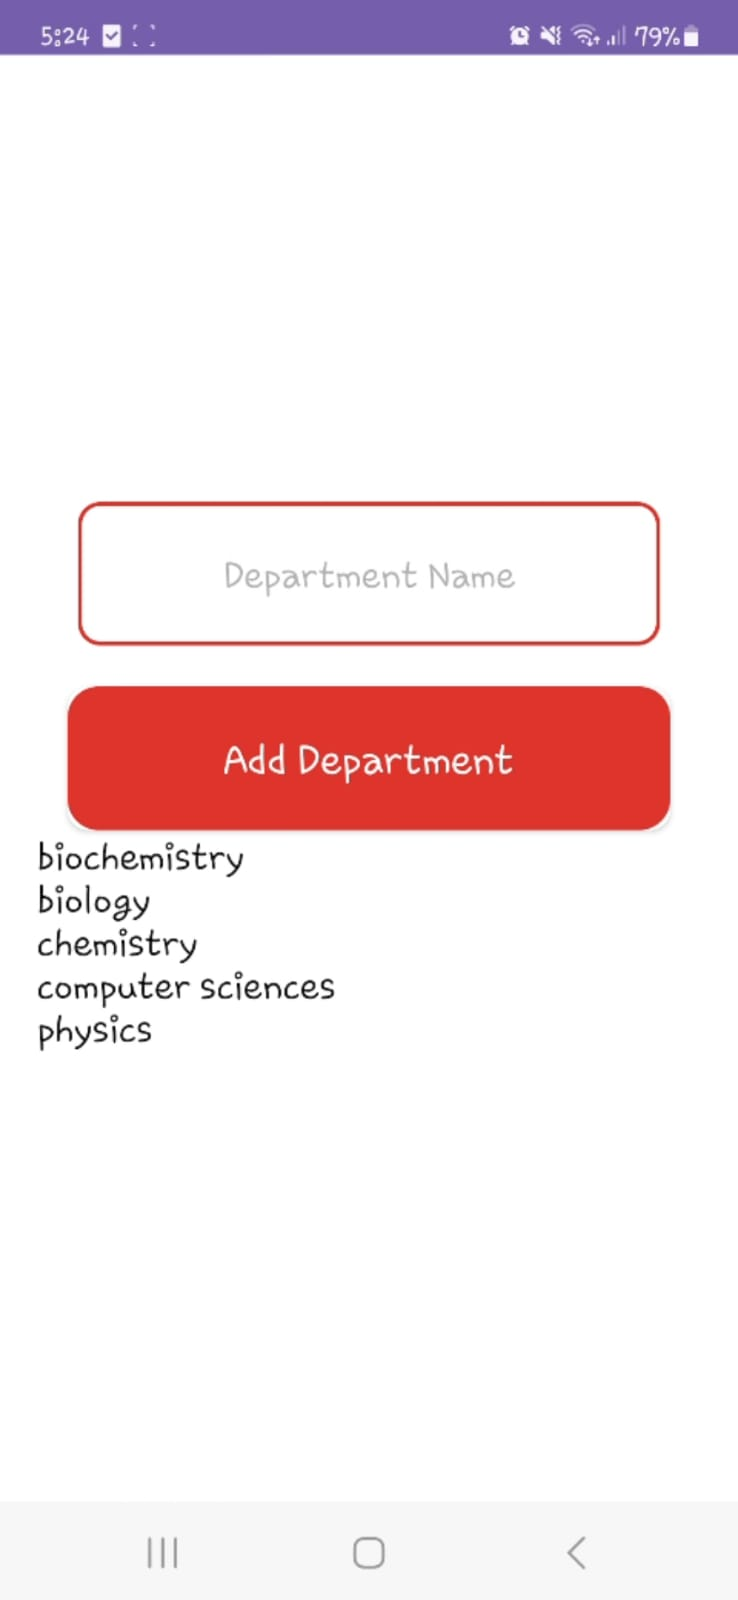 5:24 79%
Department Name
Add Department
biochemistry
biology
chemistry
computer sciences
physics